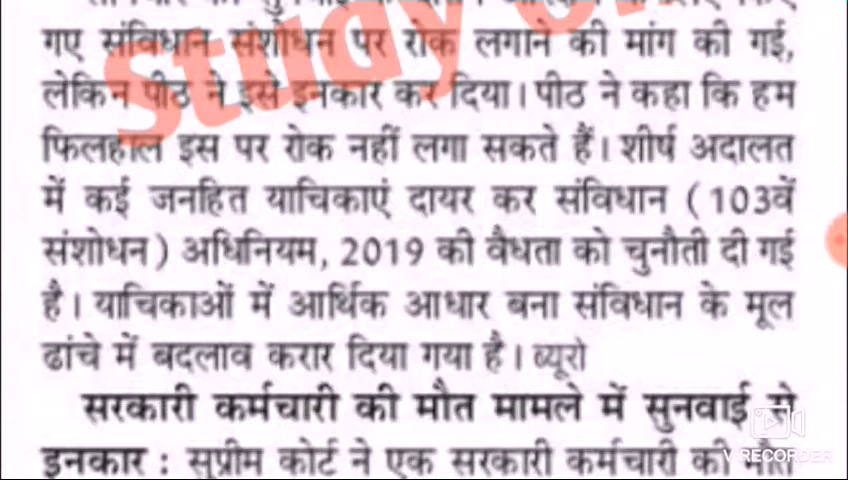 गए संविधान संशोधन पर रोक लगाने की मांग की गई,
लेकिन पीठ ने इसे इनकार कर दिया। पीठ ने कहा कि हम
फिलहाल इस पर रोक नहीं लगा सकते हैं। शीर्ष अदालत
में कई जनहित याचिकाएं दायर कर संविधान (103वें
संशोधन) अधिनियम, 2019 की वैधता को चुनौती दी गई
है। याचिकाओं में आर्थिक आधार बना संविधान के मूल
ढांचे में बदलाव करार दिया गया है। ब्यूरो
सरकारी कर्मचारी की मौत मामले में सुनवाई से
इनकार : सुप्रीम कोर्ट ने एक सरकारी कर्मचारी की मौत
Study
V RECORDER